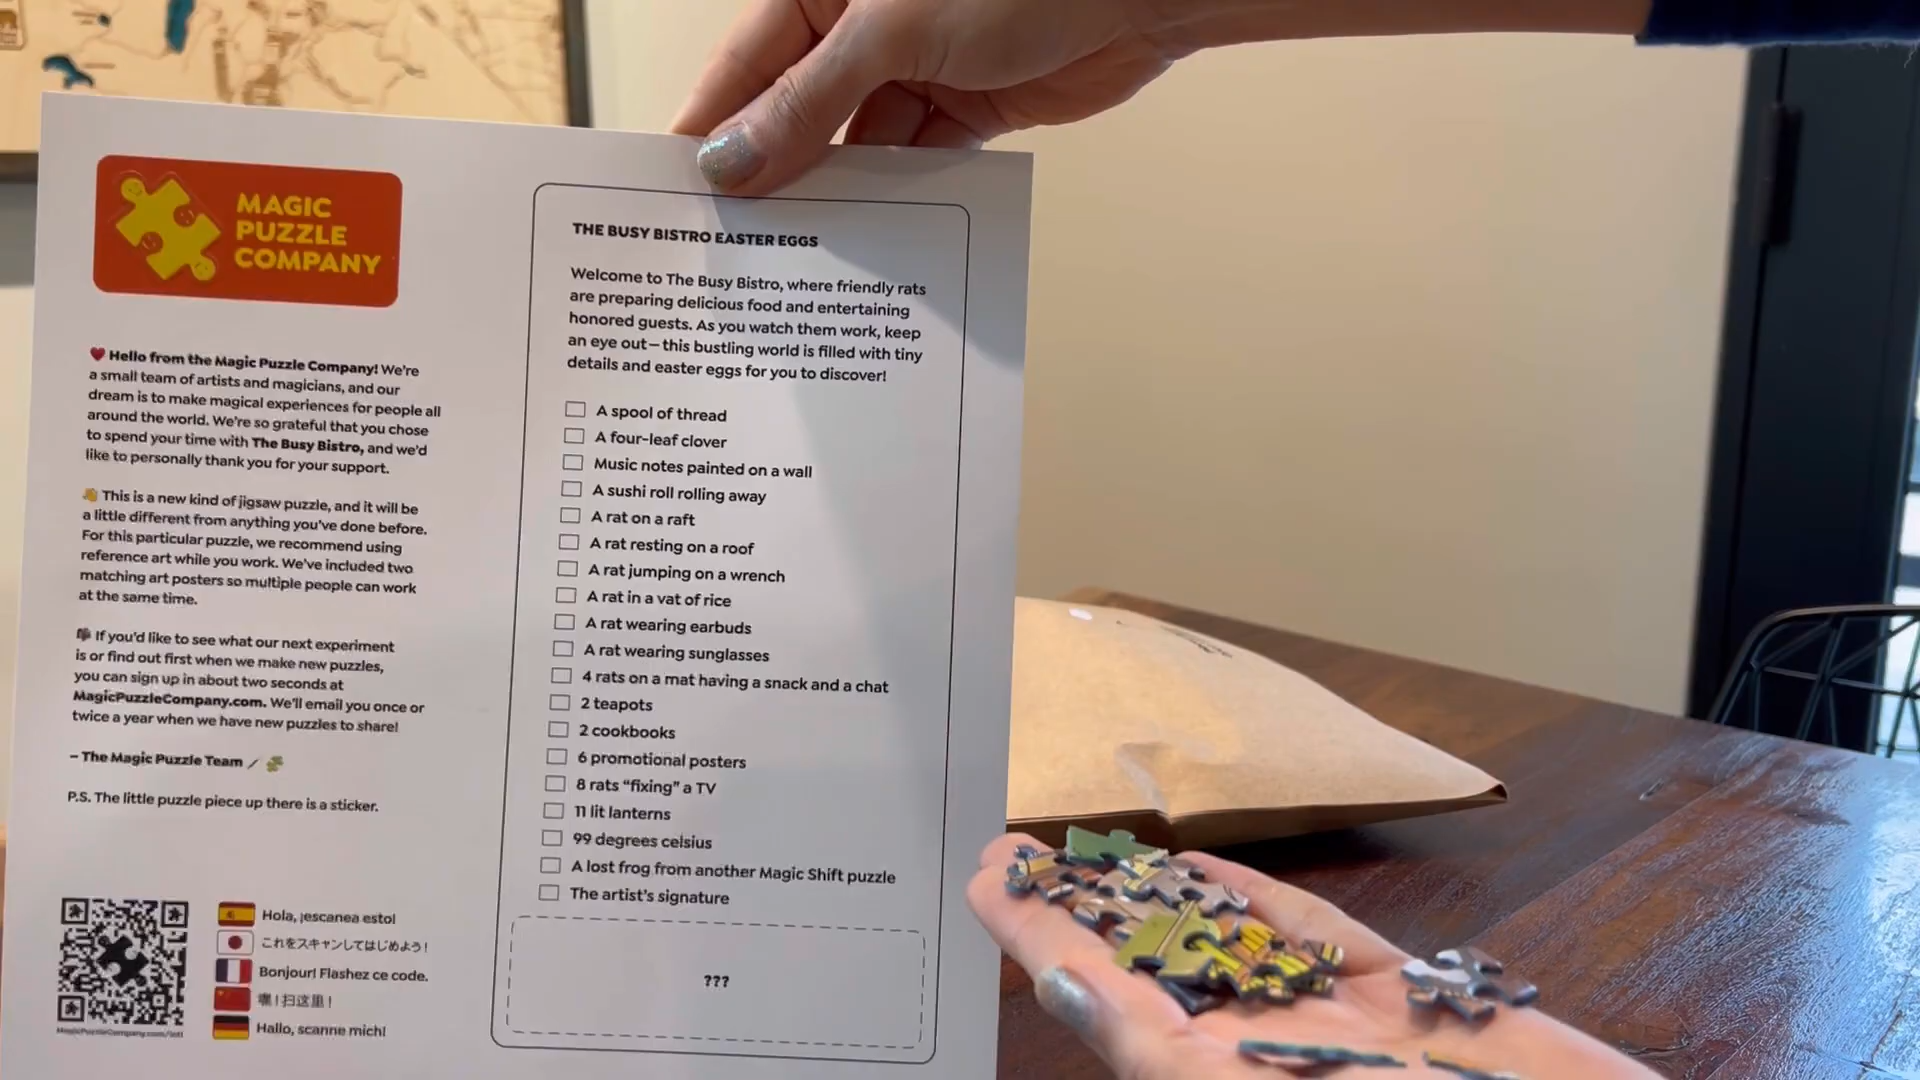 MAGIC
PUZZLE
COMPANY
Hello from the Magic Puzzle Company! We're
a small team of artists and magicians, and our
dream is to make magical experiences for people all
around the world. We're so grateful that you chose
to spend your time with The Busy Bistro, and we'd
like to personally thank you for your support.
This is a new kind of jigsaw puzzle, and it will be
a little different from anything you've done before.
For this particular puzzle, we recommend using
reference art while you work. We've included two
matching art posters so multiple people can work
at the same time.
If you'd like to see what our next experiment
is or find out first when we make new puzzles,
you can sign up in about two seconds at
MagicPuzzleCompany.com. We'll email you once or
twice a year when we have new puzzles to share!
– The Magic Puzzle Team
P.S. The little puzzle piece up there is a sticker.
MagicPuzzleCompany.com/intl
Hola, ¡escanea esto!
これをスキャンしてはじめよう!
Bonjour! Flashez ce code.
嘿!扫这里!
Hallo, scanne mich!
THE BUSY BISTRO EASTER EGGS
Welcome to The Busy Bistro, where friendly rats
are preparing delicious food and entertaining
honored guests. As you watch them work, keep
an eye out—this bustling world is filled with tiny
details and easter eggs for you to discover!
A spool of thread
A four-leaf clover
Music notes painted on a wall
A sushi roll rolling away
A rat on a raft
A rat resting on a roof
A rat jumping on a wrench
A rat in a vat of rice
A rat wearing earbuds
A rat wearing sunglasses
4 rats on a mat having a snack and a chat
2 teapots
2 cookbooks
6 promotional posters
8 rats "fixing" a TV
11 lit lanterns
99 degrees celsius
A lost frog from another Magic Shift puzzle
The artist's signature
???